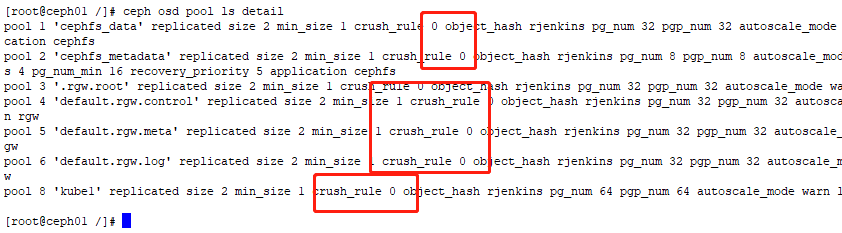 [root@ceph01 /]# ceph osd pool ls detail
pool 1 'cephfs_data' replicated size 2 min_size 1 crush_rule 0 object_hash rjenkins pg_num 32 pgp_num 32 autoscale_mode
cation cephfs
pool 2 'cephfs_metadata' replicated size 2 min_size 1 crush_rule 0 object_hash rjenkins pg_num 8 pgp_num 8 autoscale_mod
s 4 pg_num_min 16 recovery_priority 5 application cephfs
pool 3 '.rgw.root' replicated size 2 min_size 1 crush_rule 0 object_hash rjenkins pg_num 32 pgp_num 32 autoscale_mode war
pool 4 'default.rgw.control' replicated size 2 min_size 1 crush_rule 0 object_hash rjenkins pg_num 32 pgp_num 32 autosca
n rgw
pool 5 'default.rgw.meta' replicated size 2 min_size 1 crush_rule 0 object_hash rjenkins pg_num 32 pgp_num 32 autoscale_
gw
pool 6 'default.rgw.log' replicated size 2 min_size 1 crush_rule 0 object_hash rjenkins pg_num 32 pgp_num 32 autoscale_m
w
pool 8 'kube1' replicated size 2 min_size 1 crush_rule 0 object_hash rjenkins pg_num 64 pgp_num 64 autoscale_mode warn l
[root@ceph01 /]#